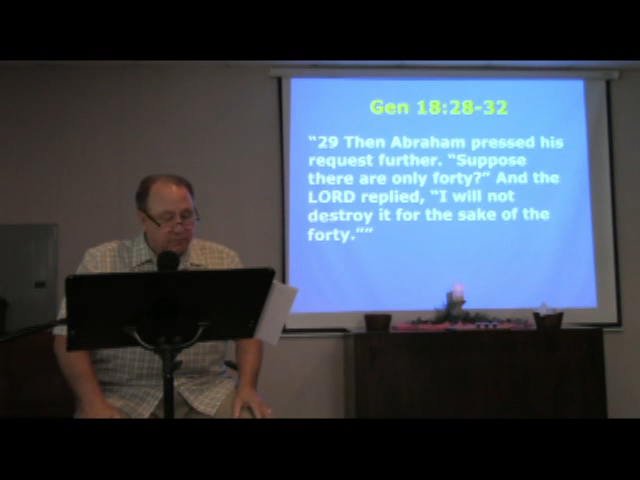 Gen 18:28-32
“29 Then Abraham pressed his
request further. “Suppose
there are only forty?” And the
LORD replied, “I will not
destroy it for the sake of the
forty.””